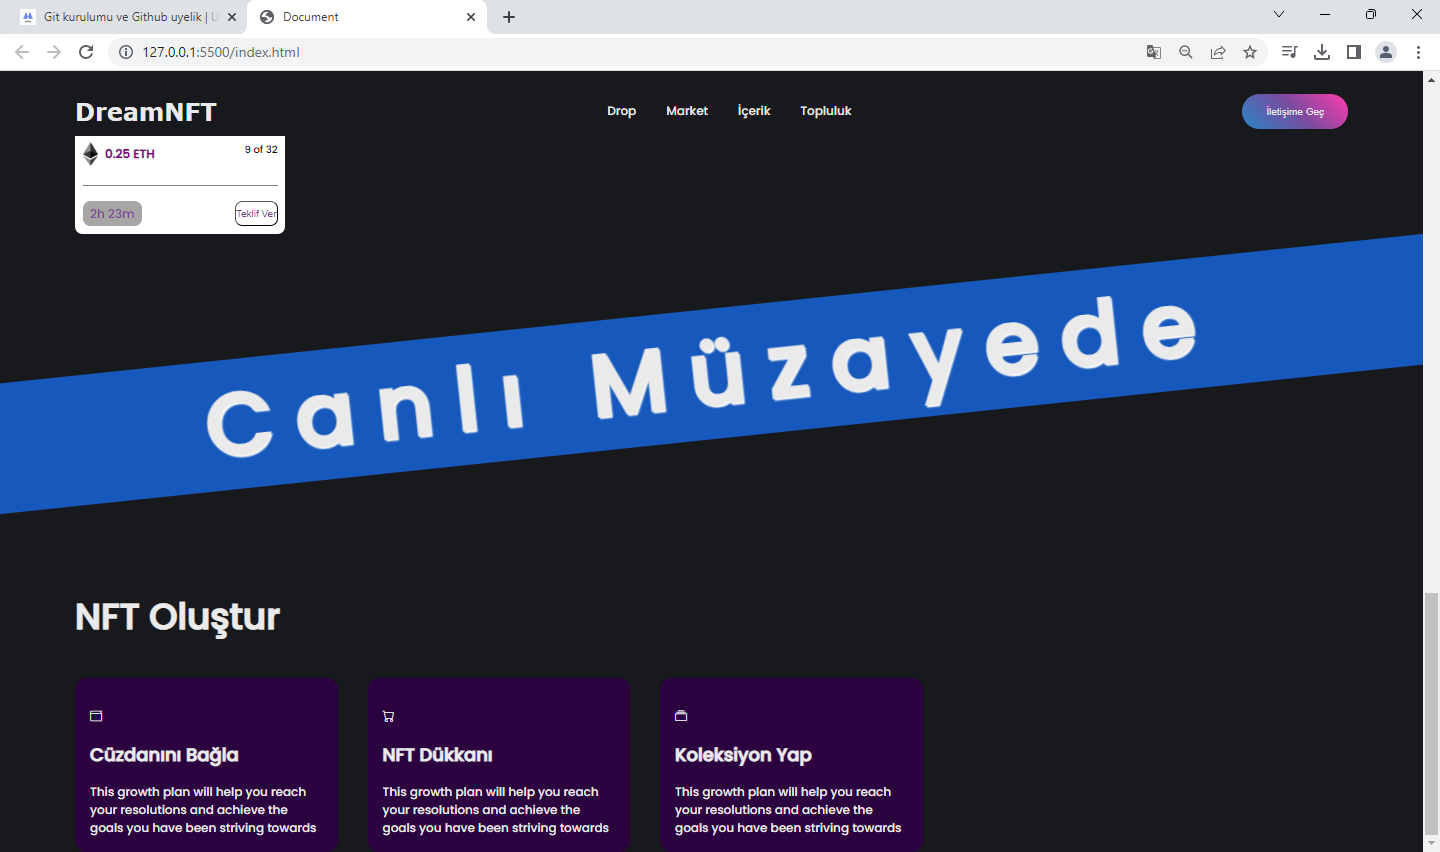 Git kurulumu ve Github uyelik | U
Document
127.0.0.1:5500/index.html
DreamNFT
Drop
Market
İçerik
Topluluk
İletişime Geç
0.25 ETH
9 of 32
2h 23m
Teklif Ver
Canlı Müzayede
NFT Oluştur
Cüzdanını Bağla
This growth plan will help you reach
your resolutions and achieve the
goals you have been striving towards
NFT Dükkanı
This growth plan will help you reach
your resolutions and achieve the
goals you have been striving towards
Koleksiyon Yap
This growth plan will help you reach
your resolutions and achieve the
goals you have been striving towards